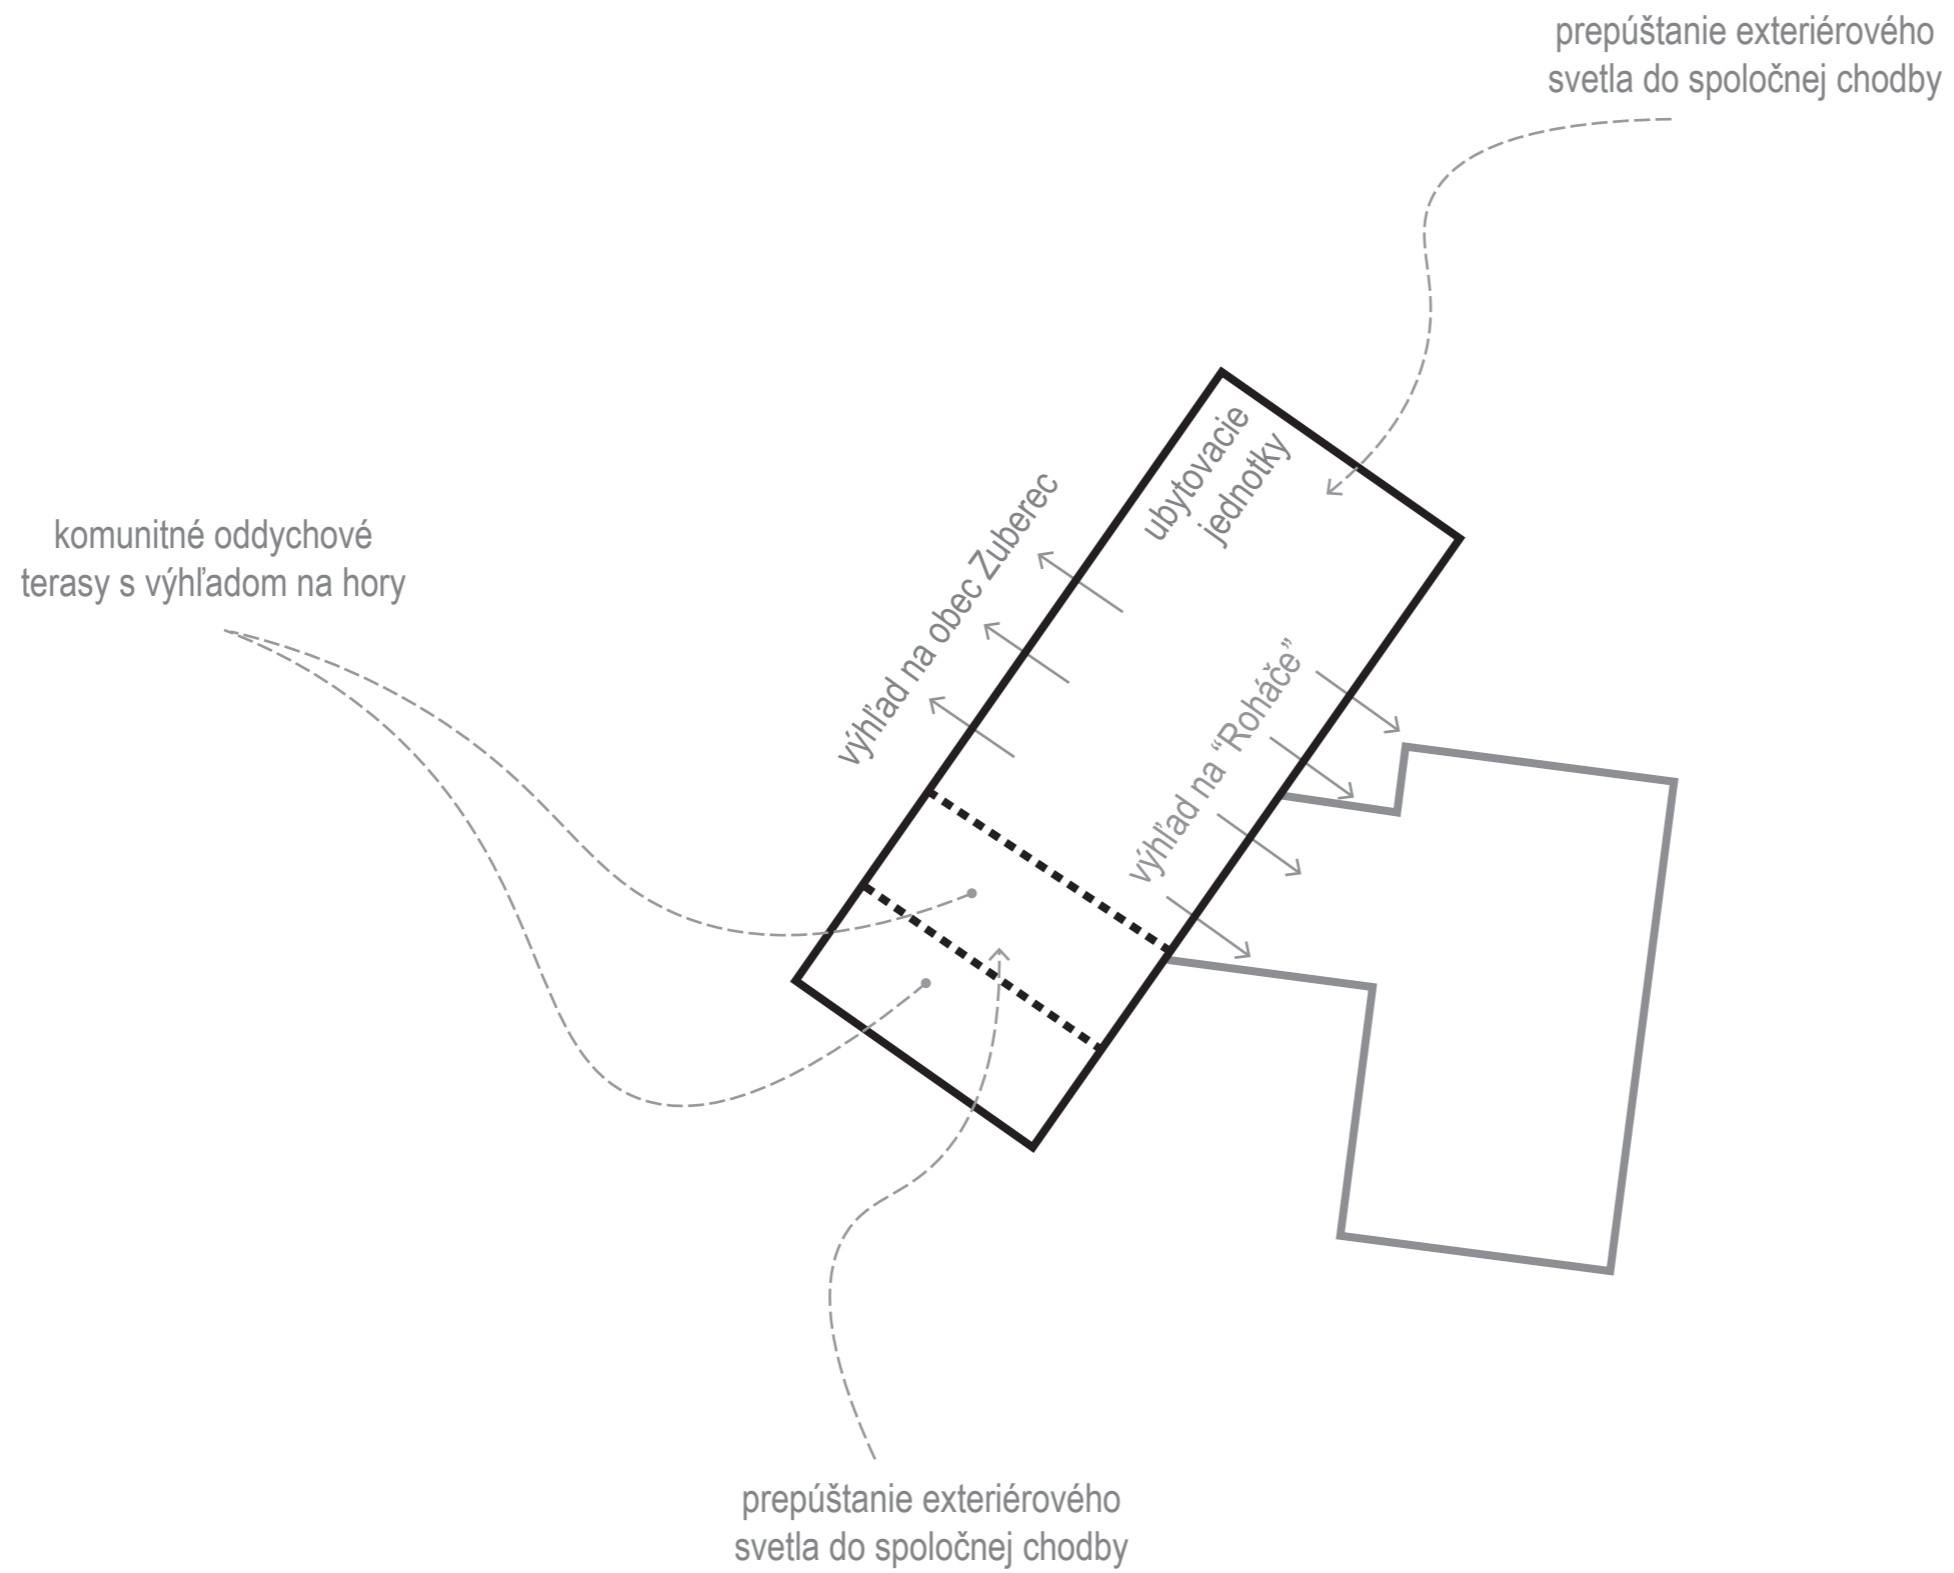 prepúštanie exteriérového
svetla do spoločnej chodby
ubytovacie
jednotky
výhľad na obec Zuberec
komunitné oddychové
terasy s výhľadom na hory
výhľad na “Roháče”
prepúštanie exteriérového
svetla do spoločnej chodby